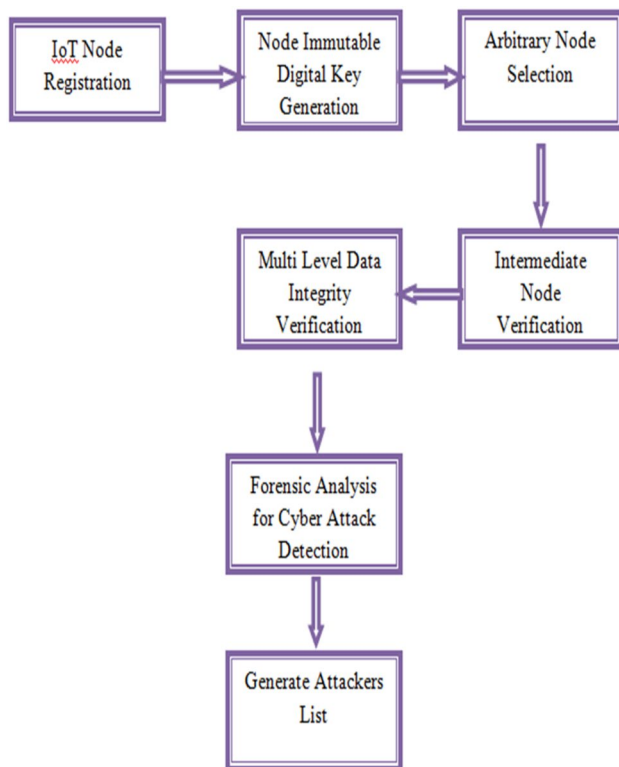 IoT Node
Registration
Node Immutable
Digital Key
Generation
Arbitrary Node
Selection
Intermediate
Node
Verification
Multi Level Data
Integrity
Verification
Forensic Analysis
for Cyber Attack
Detection
Generate Attackers
List